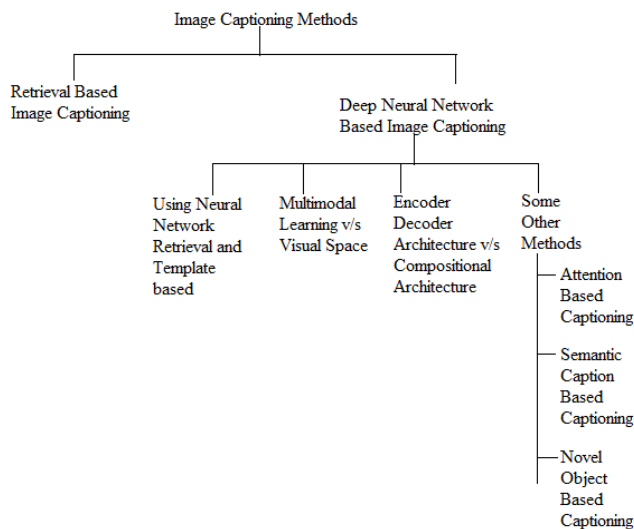 Image Captioning Methods
Retrieval Based
Image Captioning
Deep Neural Network
Based Image Captioning
Using Neural
Network
Retrieval and
Template
based
Multimodal
Learning v/s
Visual Space
Encoder
Decoder
Architecture v/s
Compositional
Architecture
Some
Other
Methods
Attention
Based
Captioning
Semantic
Caption
Based
Captioning
Novel
Object
Based
Captioning